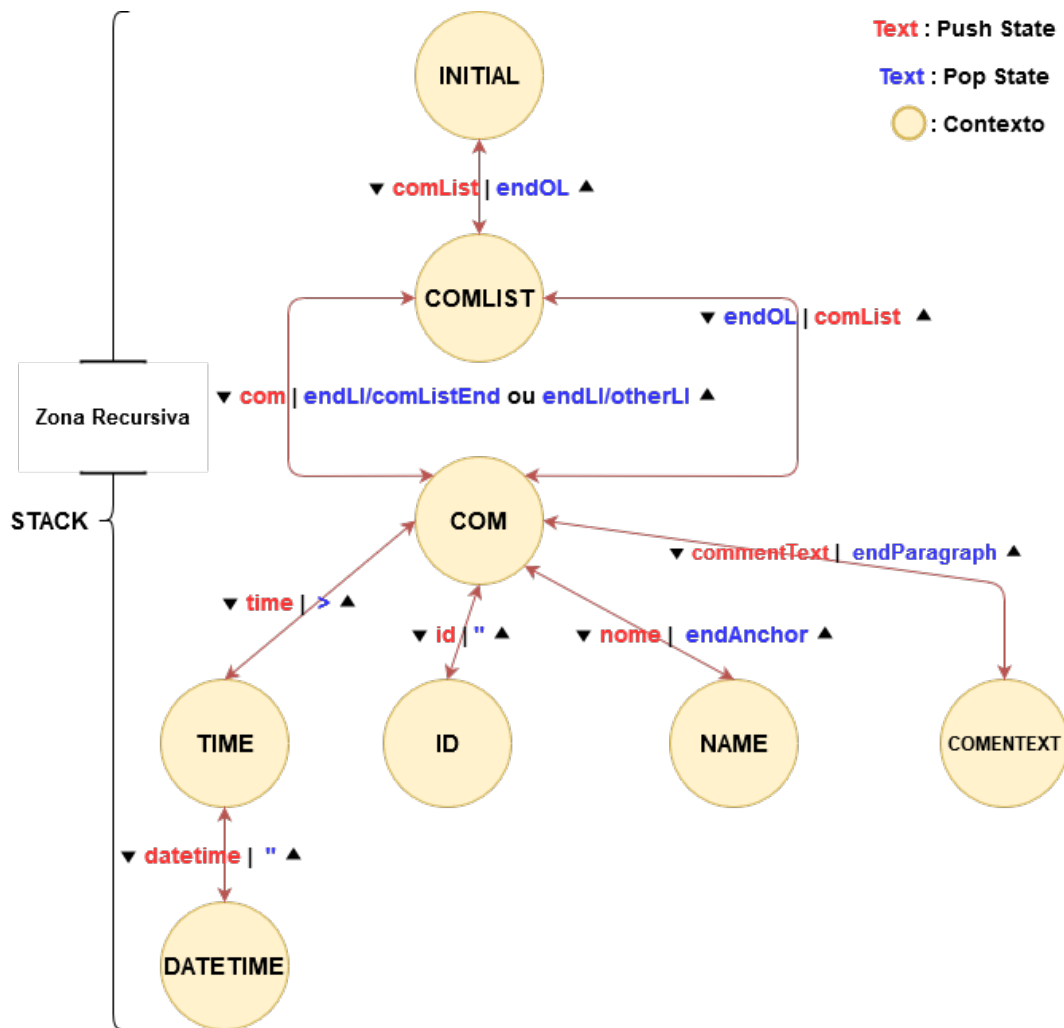 Text : Push State
Text : Pop State
: Contexto
INITIAL
▼ comList | endOL ▲
COMLIST
▼ endOL | comList ▲
Zona Recursiva
▼ com | endLI/comListEnd ou endLI/otherLI ▲
STACK
COM
▼ commentText | endParagraph ▲
▼ time | > ▲
▼ id | " ▲
▼ nome | endAnchor ▲
TIME
ID
NAME
COMENTEXT
▼ datetime | " ▲
DATETIME